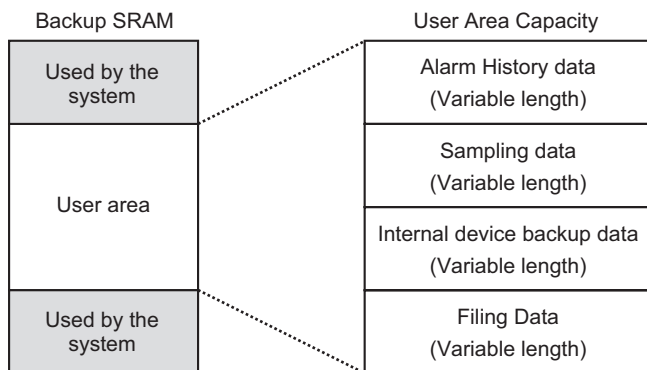 Backup SRAM
Used by the
system
User area
Used by the
system
User Area Capacity
Alarm History data
(Variable length)
Sampling data
(Variable length)
Internal device backup data
(Variable length)
Filing Data
(Variable length)